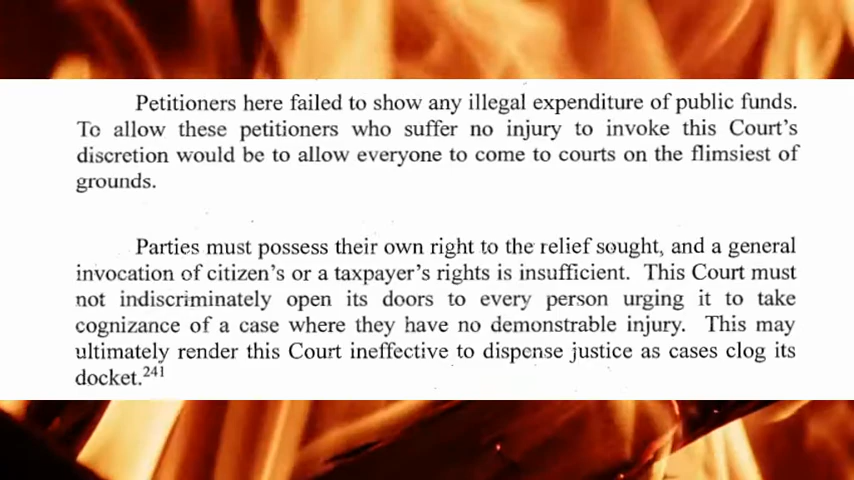 Petitioners here failed to show any illegal expenditure of public funds.
To allow these petitioners who suffer no injury to invoke this Court's
discretion would be to allow everyone to come to courts on the flimsiest of
grounds.
Parties must possess their own right to the relief sought, and a general
invocation of citizen's or a taxpayer's rights is insufficient. This Court must
not indiscriminately open its doors to every person urging it to take
cognizance of a case where they have no demonstrable injury. This may
ultimately render this Court ineffective to dispense justice as cases clog its
docket.241